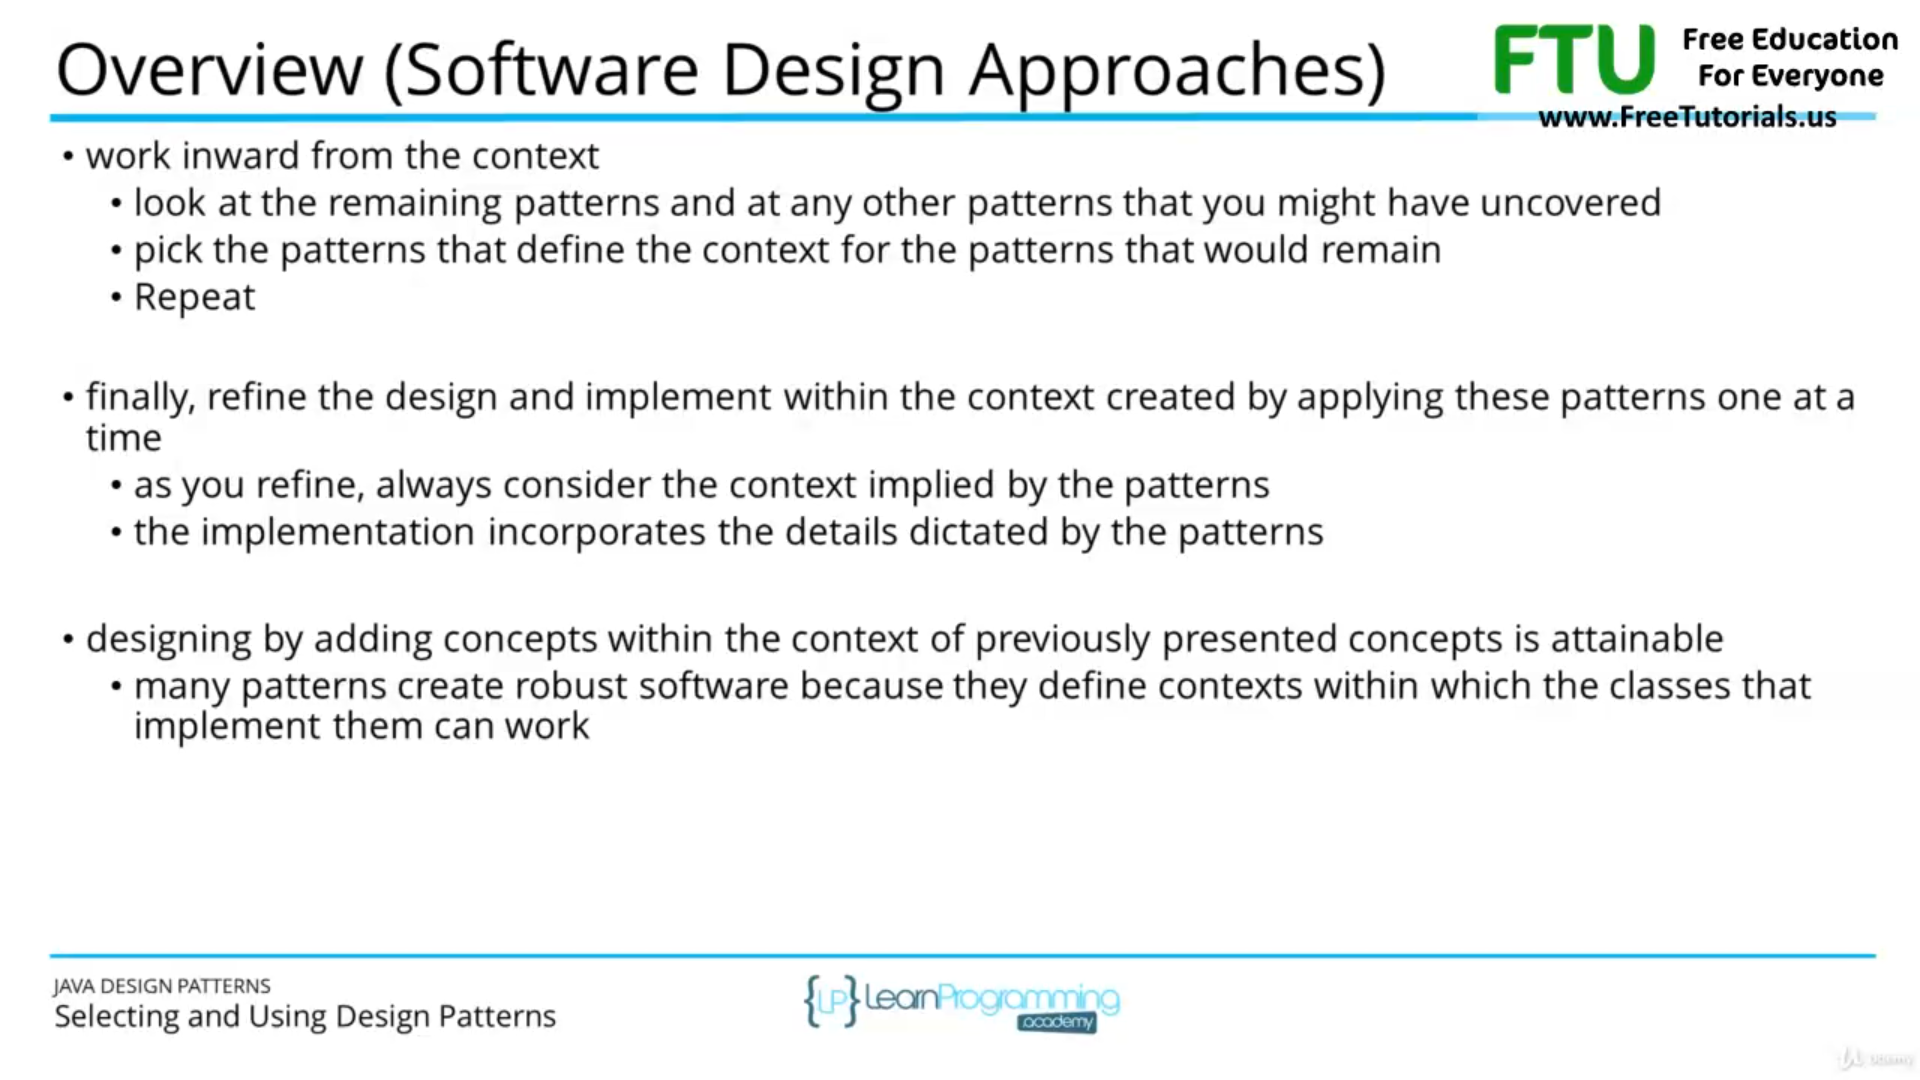 Overview (Software Design Approaches)
FTU
Free Education
For Everyone
www.FreeTutorials.us
• work inward from the context
• look at the remaining patterns and at any other patterns that you might have uncovered
• pick the patterns that define the context for the patterns that would remain
• Repeat
• finally, refine the design and implement within the context created by applying these patterns one at a
time
• as you refine, always consider the context implied by the patterns
• the implementation incorporates the details dictated by the patterns
• designing by adding concepts within the context of previously presented concepts is attainable
• many patterns create robust software because they define contexts within which the classes that
implement them can work
JAVA DESIGN PATTERNS
Selecting and Using Design Patterns
{LP} LearnProgramming
academy
Udemy